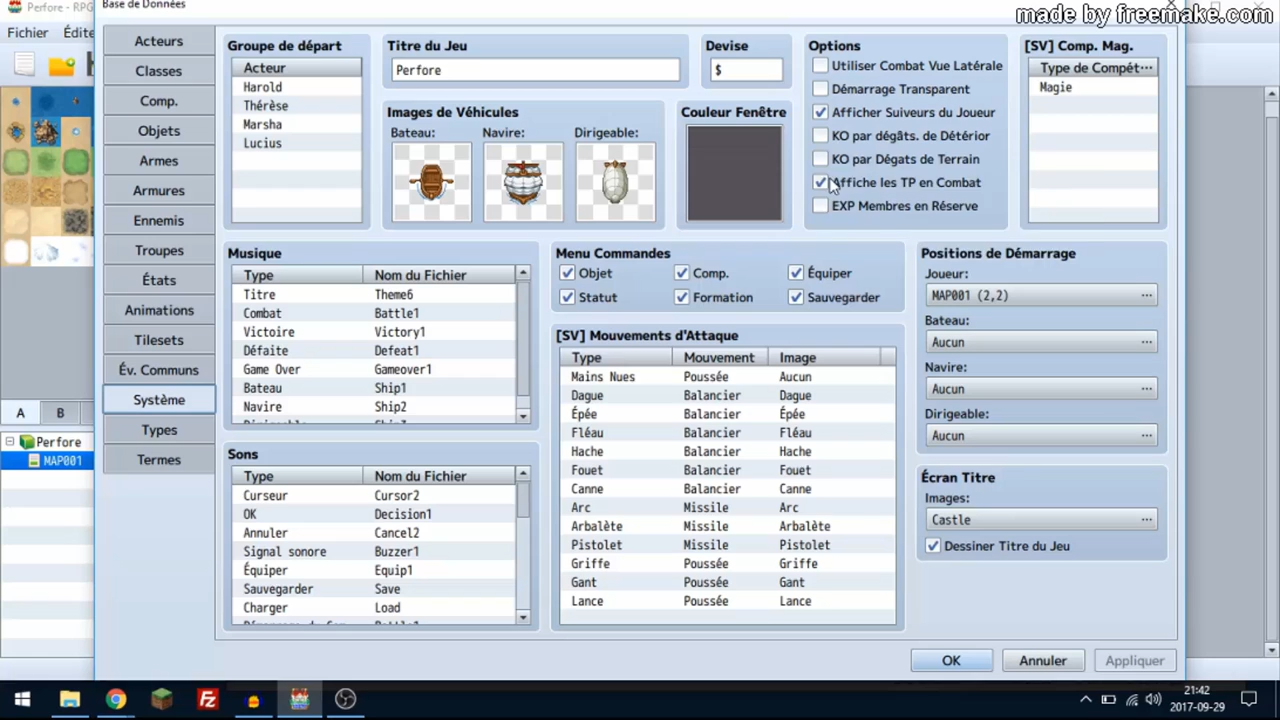 Perfore - RPG
Base de Données
made by freemake.com
Fichier
Édite
Acteurs
Classes
Comp.
Objets
Armes
Armures
Ennemis
Troupes
États
Animations
Tilesets
Év. Communs
Système
Types
Termes
A
B
Perfore
MAP001
Groupe de départ
Acteur
Harold
Thérèse
Marsha
Lucius
Titre du Jeu
Perfore
Devise
$
Images de Véhicules
Bateau:
Navire:
Dirigeable:
Couleur Fenêtre
Options
Utiliser Combat Vue Latérale
Démarrage Transparent
Afficher Suiveurs du Joueur
KO par dégâts. de Détérior
KO par Dégats de Terrain
Affiche les TP en Combat
EXP Membres en Réserve
[SV] Comp. Mag.
Type de Compét···
Magie
Musique
Type Nom du Fichier
Titre Theme6
Combat Battle1
Victoire Victory1
Défaite Defeat1
Game Over Gameover1
Bateau Ship1
Navire Ship2
Sons
Type Nom du Fichier
Curseur Cursor2
OK Decision1
Annuler Cancel2
Signal sonore Buzzer1
Équiper Equip1
Sauvegarder Save
Charger Load
Menu Commandes
Objet Comp. Équiper
Statut Formation Sauvegarder
[SV] Mouvements d'Attaque
Type Mouvement Image
Mains Nues Poussée Aucun
Dague Balancier Dague
Épée Balancier Épée
Fléau Balancier Fléau
Hache Balancier Hache
Fouet Balancier Fouet
Canne Balancier Canne
Arc Missile Arc
Arbalète Missile Arbalète
Pistolet Missile Pistolet
Griffe Poussée Griffe
Gant Poussée Gant
Lance Poussée Lance
Positions de Démarrage
Joueur:
MAP001 (2,2) ···
Bateau:
Aucun ···
Navire:
Aucun ···
Dirigeable:
Aucun ···
Écran Titre
Images:
Castle ···
Dessiner Titre du Jeu
OK Annuler Appliquer
21:42
2017-09-29